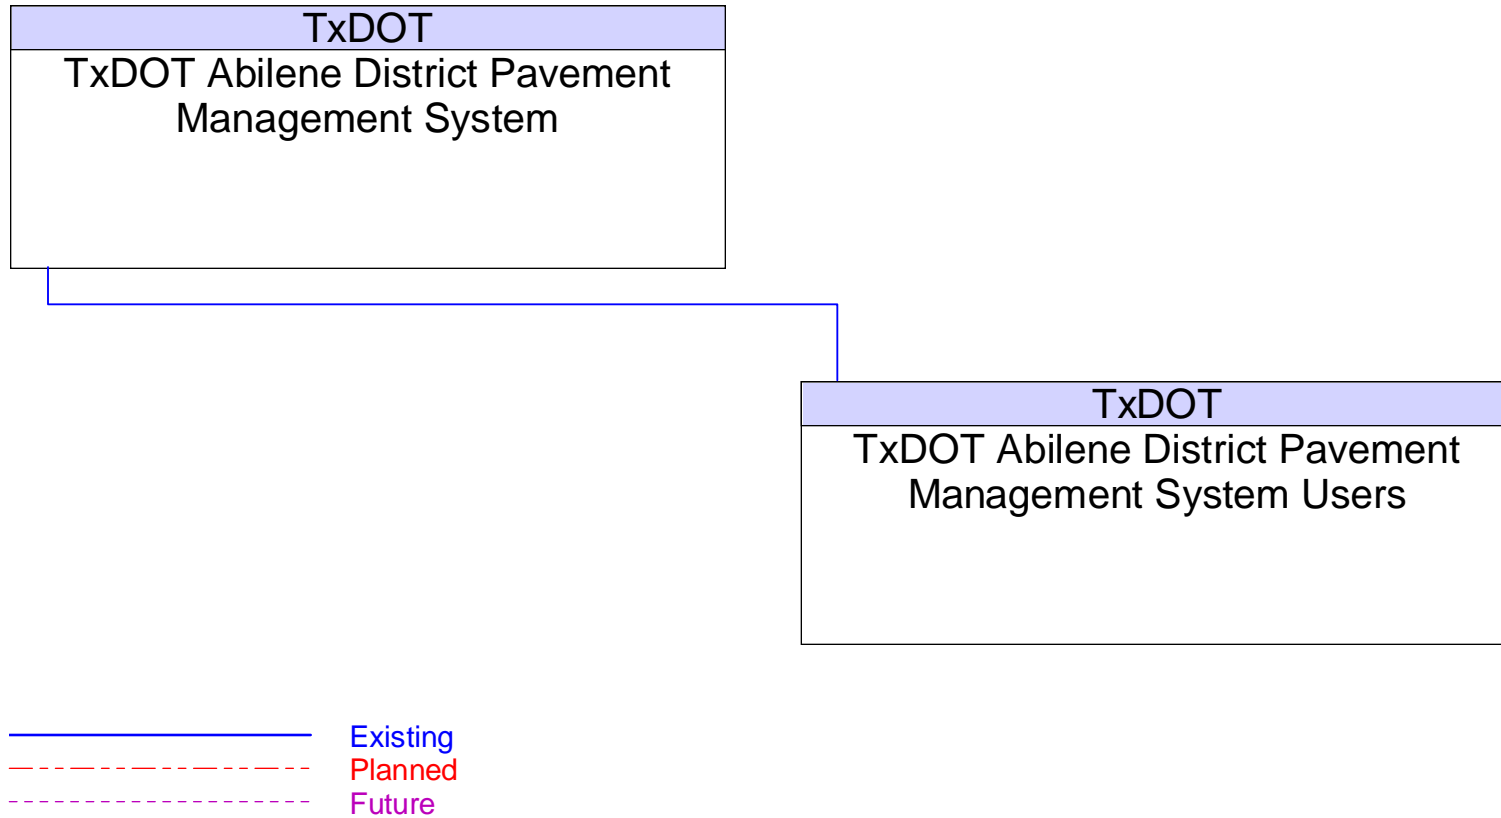 TxDOT
TxDOT Abilene District Pavement
Management System
TxDOT
TxDOT Abilene District Pavement
Management System Users
Existing
Planned
Future